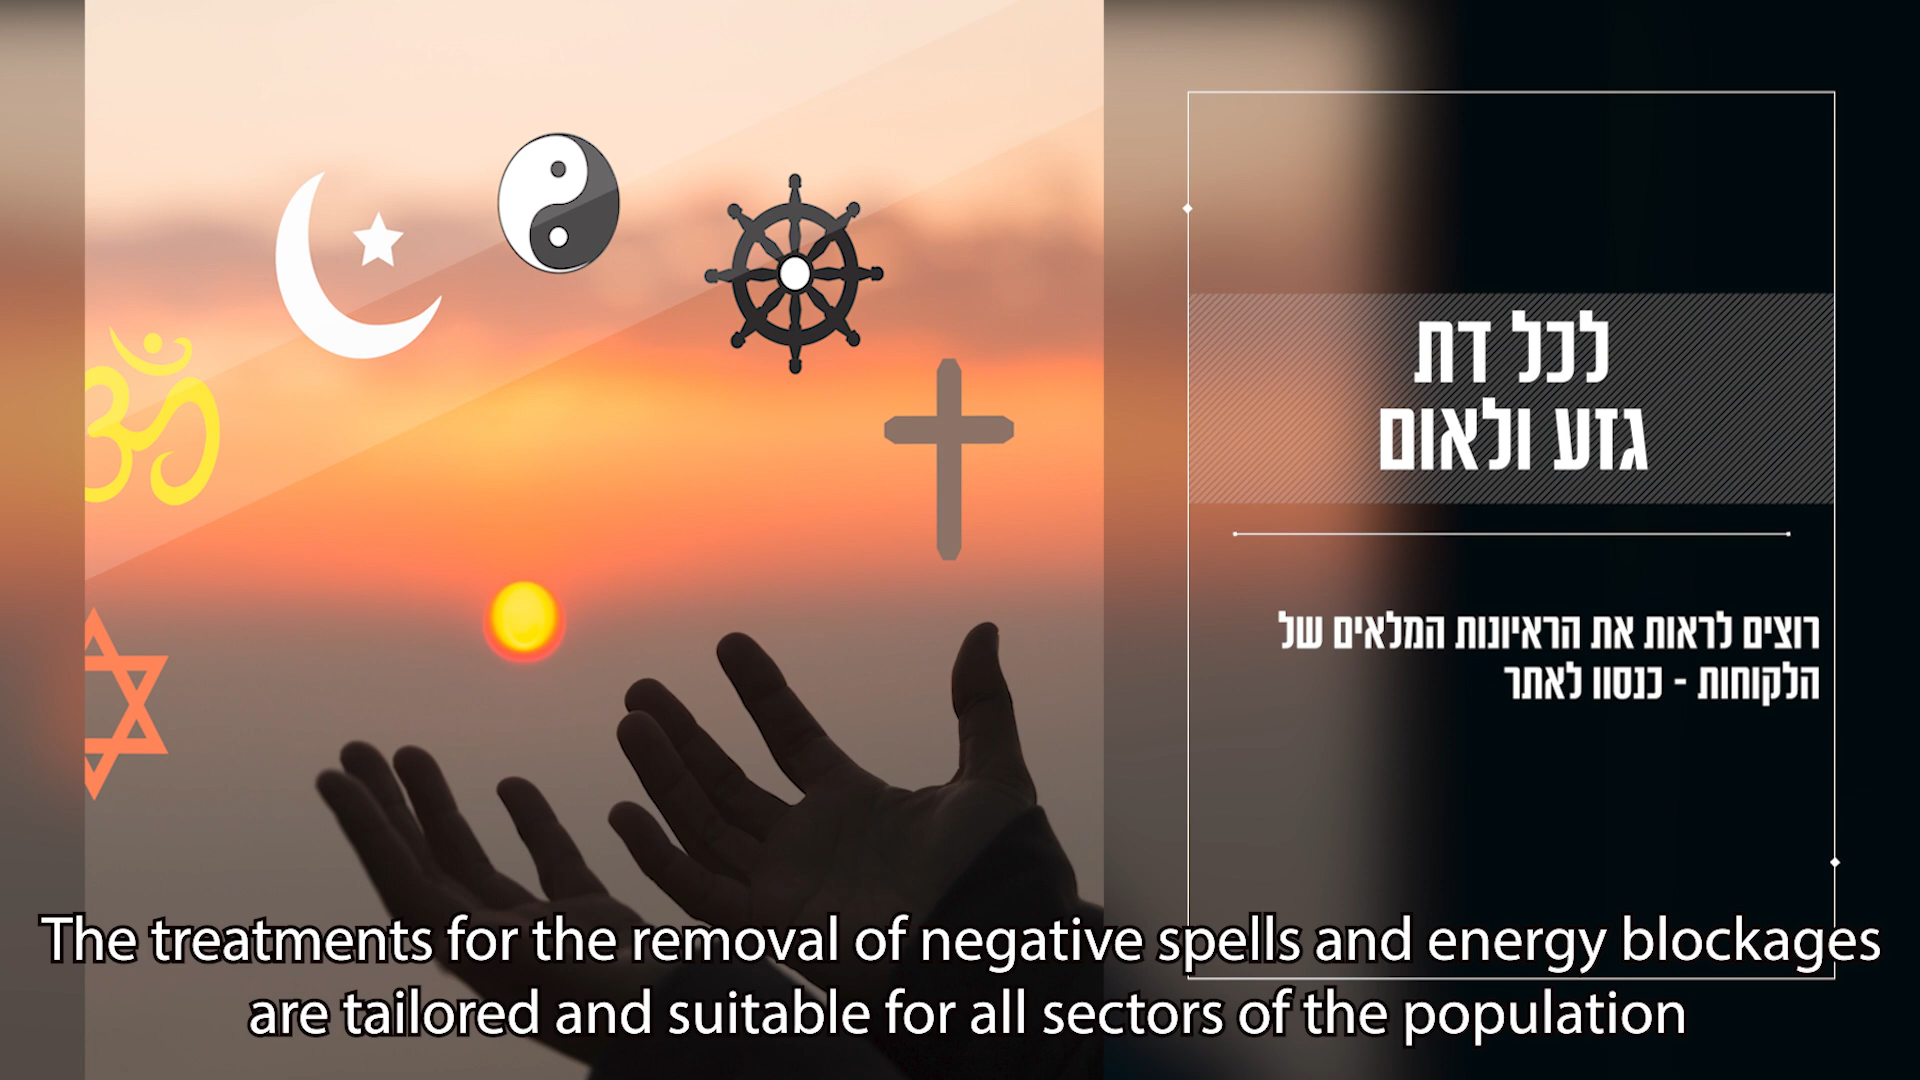 לכל דת
גזע ולאום
רוצים לראות את הראיונות המלאים של
הלקוחות - כנסוו לאתר
The treatments for the removal of negative spells and energy blockages
are tailored and suitable for all sectors of the population